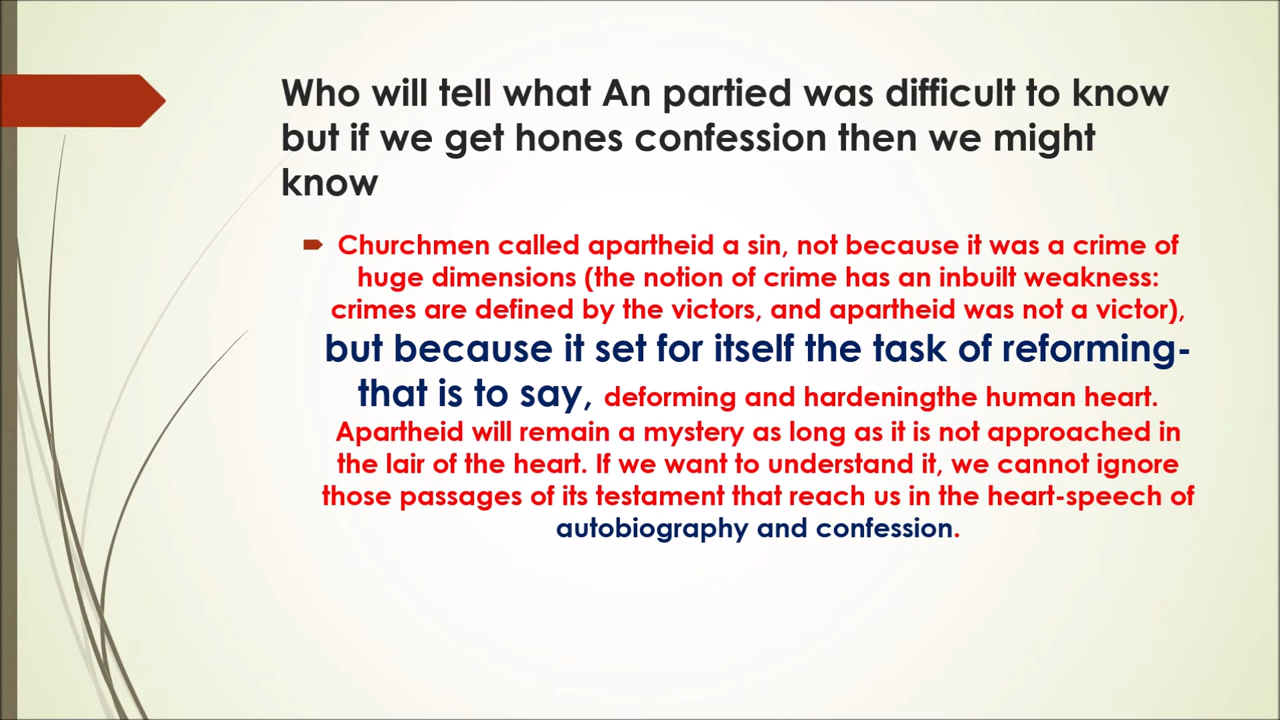 Who will tell what An partied was difficult to know
but if we get hones confession then we might
know
Churchmen called apartheid a sin, not because it was a crime of
huge dimensions (the notion of crime has an inbuilt weakness:
crimes are defined by the victors, and apartheid was not a victor),
but because it set for itself the task of reforming-
that is to say, deforming and hardeningthe human heart.
Apartheid will remain a mystery as long as it is not approached in
the lair of the heart. If we want to understand it, we cannot ignore
those passages of its testament that reach us in the heart-speech of
autobiography and confession.